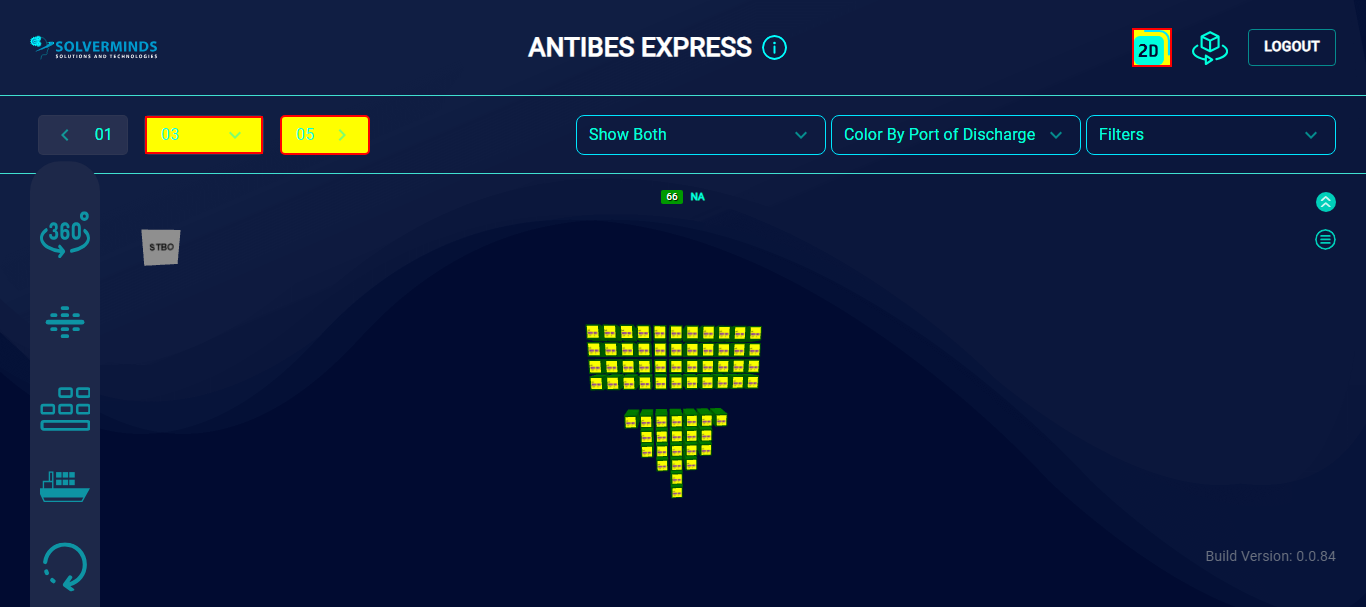 SOLVERMINDS
SOLUTIONS AND TECHNOLOGIES
ANTIBES EXPRESS
2D
LOGOUT
01
03
05
Show Both
Color By Port of Discharge
Filters
66 NA
360°
STBO
Build Version: 0.0.84